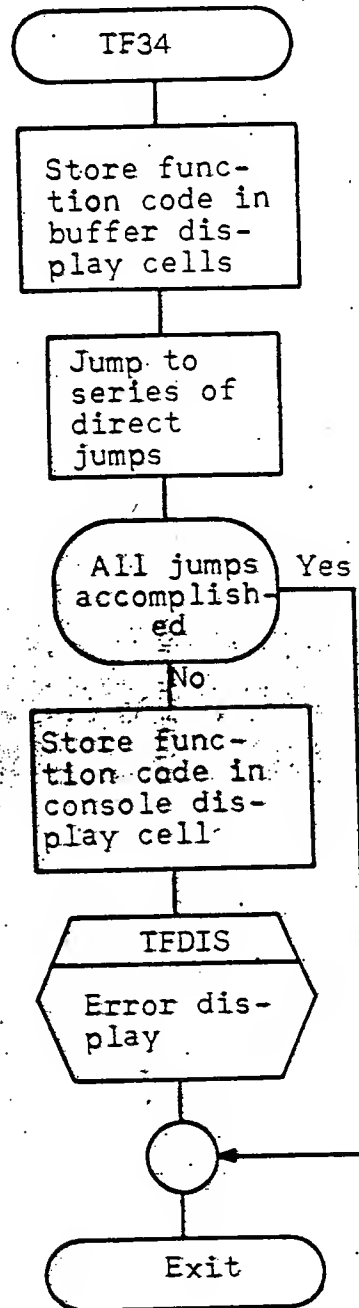 TF34
Store func-
tion code in
buffer dis-
play cells
Jump to
series of
direct
jumps
All jumps
accomplish-
ed
Yes
No
Store func-
tion code in
console dis-
play cell
TFDIS
Error dis-
play
Exit